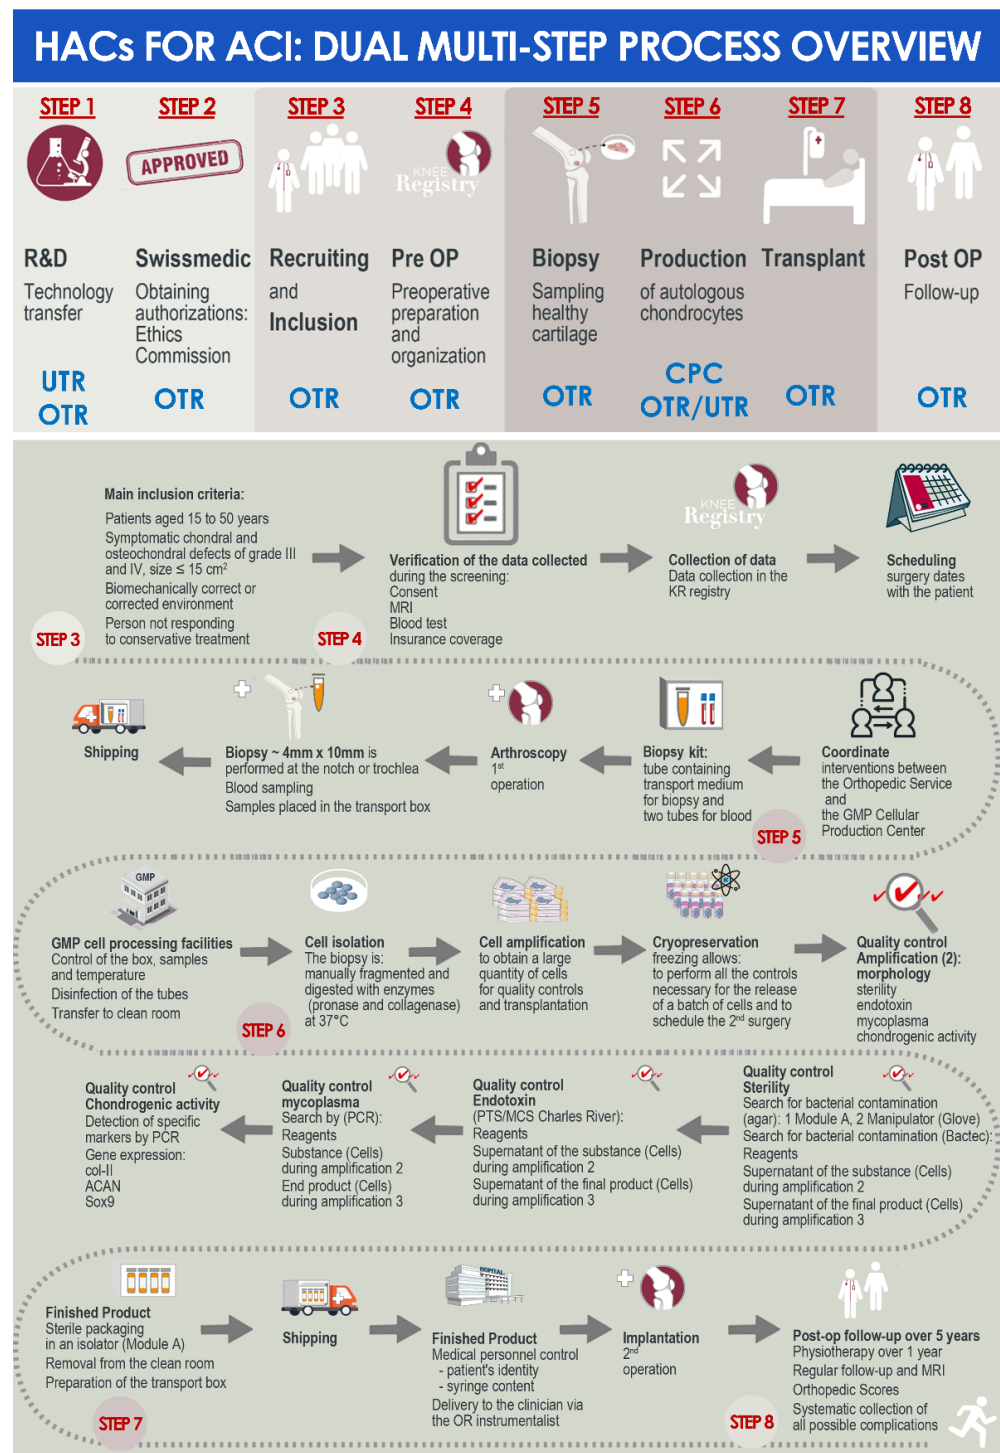 HACs FOR ACI: DUAL MULTI-STEP PROCESS OVERVIEW
STEP 1
R&D
Technology
transfer
UTR
OTR
STEP 2
APPROVED
Swissmedic
Obtaining
authorizations:
Ethics
Commission
OTR
STEP 3
Recruiting
and
Inclusion
OTR
STEP 4
KNEE
Registry
Pre OP
Preoperative
preparation
and
organization
OTR
STEP 5
Biopsy
Sampling
healthy
cartilage
OTR
STEP 6
Production
of autologous
chondrocytes
CPC
OTR/UTR
STEP 7
Transplant
OTR
STEP 8
Post OP
Follow-up
OTR
Main inclusion criteria:
Patients aged 15 to 50 years
Symptomatic chondral and
osteochondral defects of grade III
and IV, size ≤ 15 cm²
Biomechanically correct or
corrected environment
Person not responding
to conservative treatment
STEP 3
Verification of the data collected
during the screening:
Consent
MRI
Blood test
Insurance coverage
STEP 4
KNEE
Registry
Collection of data
Data collection in the
KR registry
Scheduling
surgery dates
with the patient
Coordinate
interventions between
the Orthopedic Service
and
the GMP Cellular
Production Center
STEP 5
Biopsy kit:
tube containing
transport medium
for biopsy and
two tubes for blood
Arthroscopy
1st
operation
Biopsy ~ 4mm x 10mm is
performed at the notch or trochlea
Blood sampling
Samples placed in the transport box
Shipping
GMP
GMP cell processing facilities
Control of the box, samples
and temperature
Disinfection of the tubes
Transfer to clean room
STEP 6
Cell isolation
The biopsy is:
manually fragmented and
digested with enzymes
(pronase and collagenase)
at 37°C
Cell amplification
to obtain a large
quantity of cells
for quality controls
and transplantation
Cryopreservation
freezing allows:
to perform all the controls
necessary for the release
of a batch of cells and to
schedule the 2nd surgery
Quality control
Amplification (2):
morphology
sterility
endotoxin
mycoplasma
chondrogenic activity
Quality control
Sterility
Search for bacterial contamination
(agar): 1 Module A, 2 Manipulator (Glove)
Search for bacterial contamination (Bactec):
Reagents
Supernatant of the substance (Cells)
during amplification 2
Supernatant of the final product (Cells)
during amplification 3
Quality control
Endotoxin
(PTS/MCS Charles River):
Reagents
Supernatant of the substance (Cells)
during amplification 2
Supernatant of the final product (Cells)
during amplification 3
Quality control
mycoplasma
Search by (PCR):
Reagents
Substance (Cells)
during amplification 2
End product (Cells)
during amplification 3
Quality control
Chondrogenic activity
Detection of specific
markers by PCR
Gene expression:
col-II
ACAN
Sox9
Finished Product
Sterile packaging
in an isolator (Module A)
Removal from the clean room
Preparation of the transport box
STEP 7
Shipping
HOPITAL
Finished Product
Medical personnel control
- patient's identity
- syringe content
Delivery to the clinician via
the OR instrumentalist
Implantation
2nd
operation
Post-op follow-up over 5 years
Physiotherapy over 1 year
Regular follow-up and MRI
Orthopedic Scores
Systematic collection of
all possible complications
STEP 8